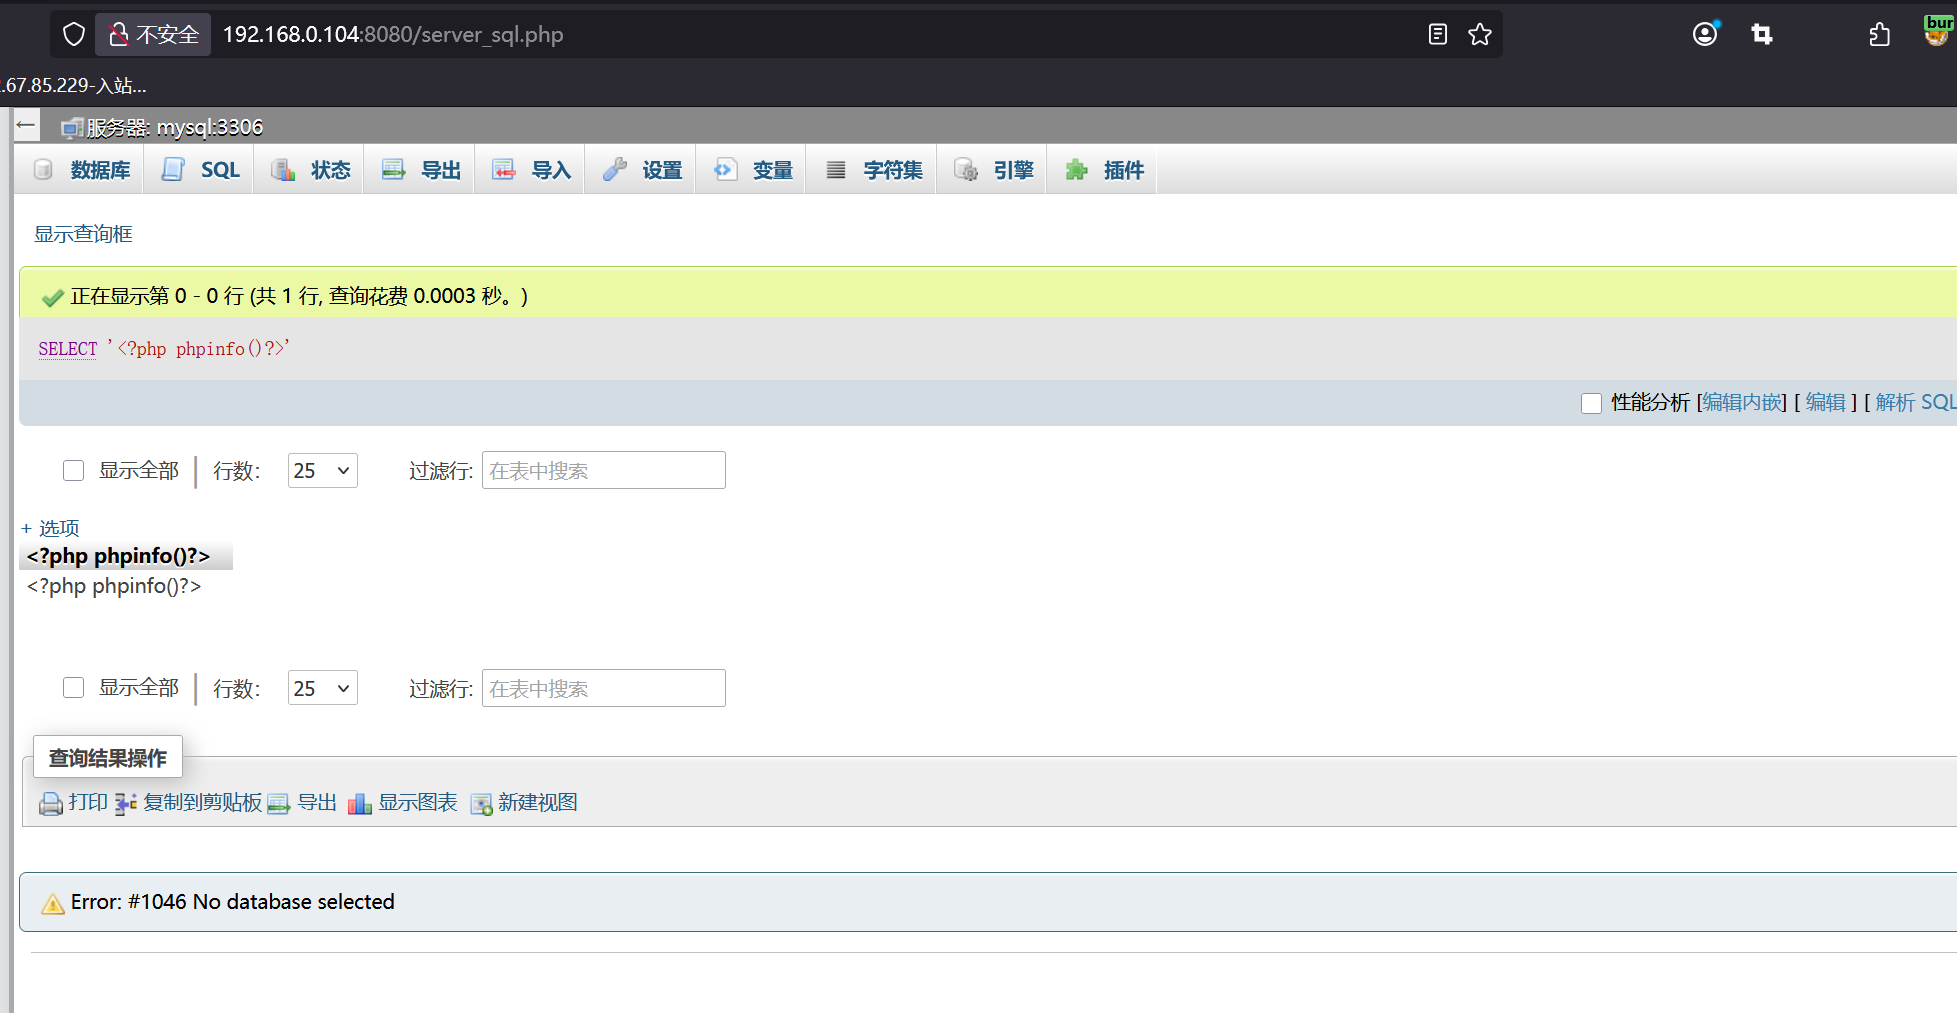 不安全 192.168.0.104:8080/server_sql.php
bur
.67.85.229-入站...
服务器: mysql:3306
数据库 SQL 状态 导出 导入 设置 变量 字符集 引擎 插件
显示查询框
正在显示第 0 - 0 行 (共 1 行, 查询花费 0.0003 秒。)
SELECT '<?php phpinfo()?>'
性能分析 [编辑内嵌] [ 编辑 ] [ 解析 SQL
显示全部 | 行数: 25 过滤行: 在表中搜索
+ 选项
<?php phpinfo()?>
<?php phpinfo()?>
显示全部 | 行数: 25 过滤行: 在表中搜索
查询结果操作
打印 复制到剪贴板 导出 显示图表 新建视图
Error: #1046 No database selected